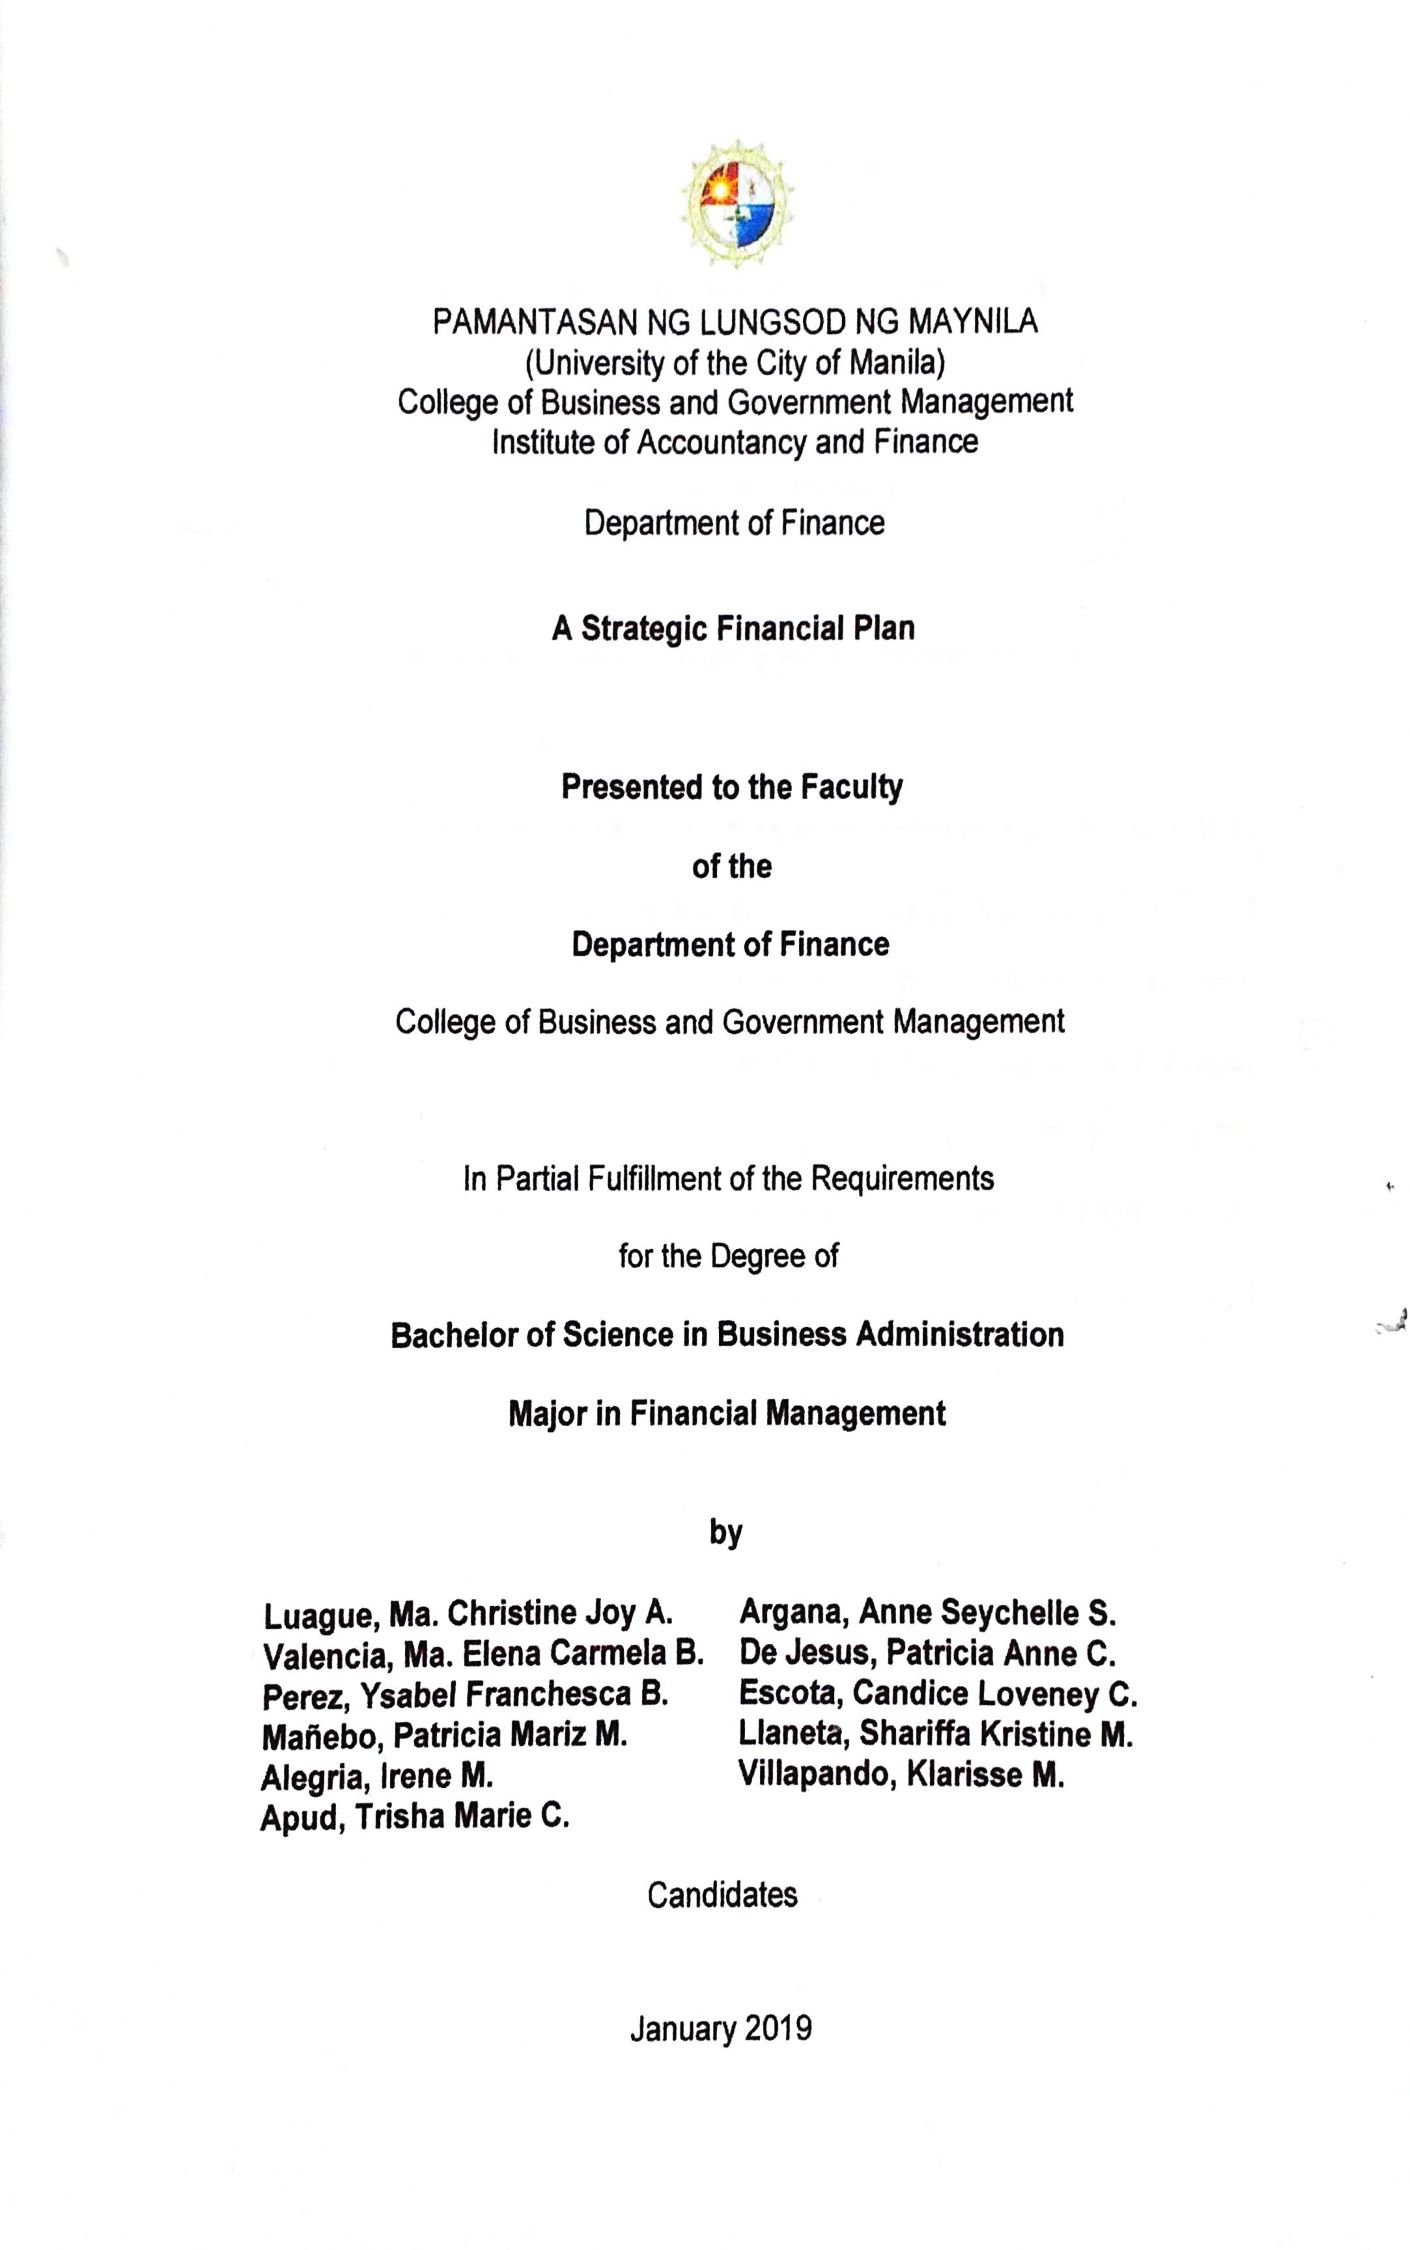 PAMANTASAN NG LUNGSOD NG MAYNILA
(University of the City of Manila)
College of Business and Government Management
Institute of Accountancy and Finance
Department of Finance
A Strategic Financial Plan
Presented to the Faculty
of the
Department of Finance
College of Business and Government Management
In Partial Fulfillment of the Requirements
for the Degree of
Bachelor of Science in Business Administration
Major in Financial Management
by
Luague, Ma. Christine Joy A.
Valencia, Ma. Elena Carmela B.
Perez, Ysabel Franchesca B.
Mañebo, Patricia Mariz M.
Alegria, Irene M.
Apud, Trisha Marie C.
Argana, Anne Seychelle S.
De Jesus, Patricia Anne C.
Escota, Candice Loveney C.
Llaneta, Shariffa Kristine M.
Villapando, Klarisse M.
Candidates
January 2019